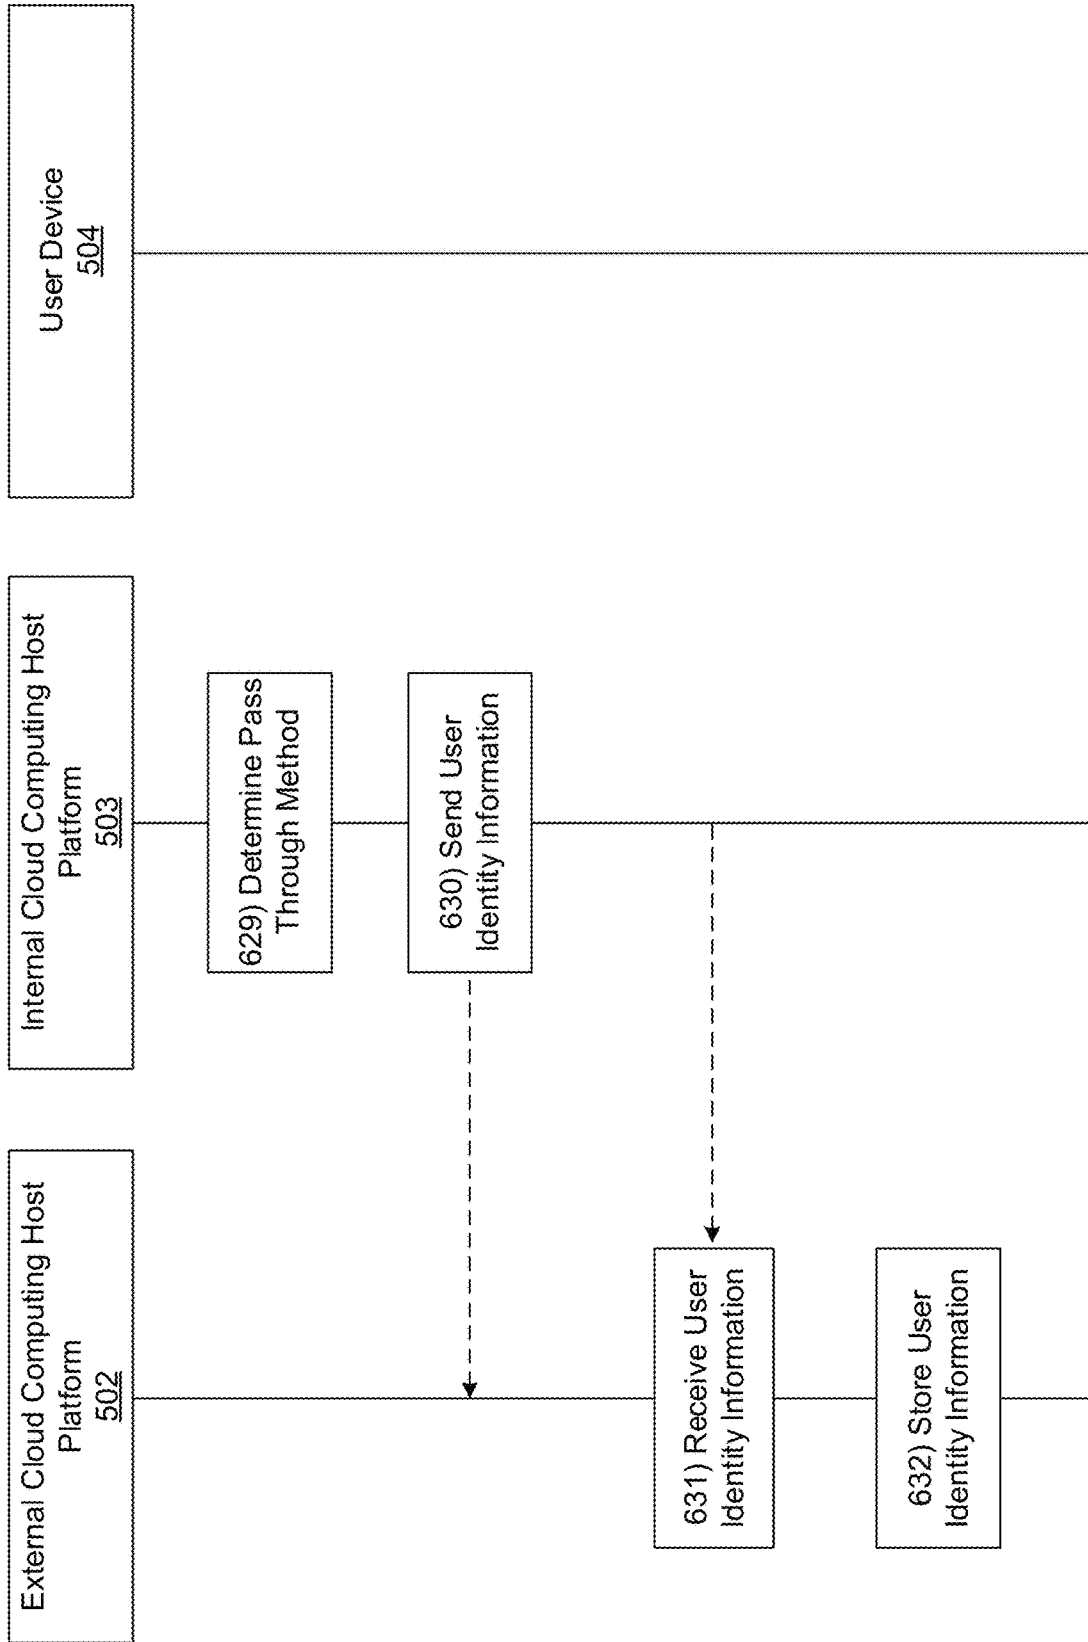 External Cloud Computing Host
Platform
502
Internal Cloud Computing Host
Platform
503
User Device
504
629) Determine Pass
Through Method
630) Send User
Identity Information
631) Receive User
Identity Information
632) Store User
Identity Information